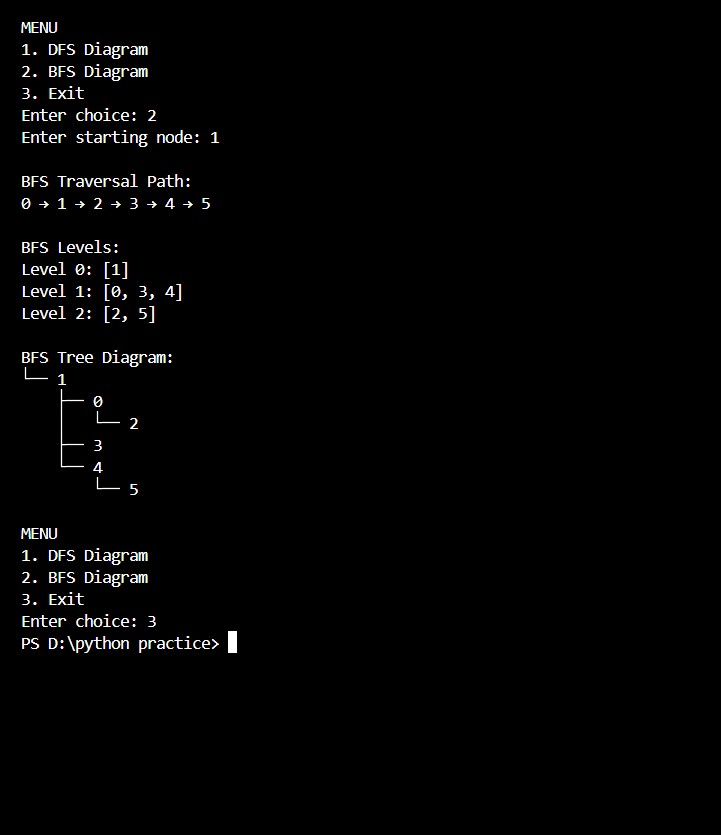 MENU
1. DFS Diagram
2. BFS Diagram
3. Exit
Enter choice: 2
Enter starting node: 1

BFS Traversal Path:
0 → 1 → 2 → 3 → 4 → 5

BFS Levels:
Level 0: [1]
Level 1: [0, 3, 4]
Level 2: [2, 5]

BFS Tree Diagram:
└── 1
    ├── 0
    │   └── 2
    ├── 3
    └── 4
        └── 5

MENU
1. DFS Diagram
2. BFS Diagram
3. Exit
Enter choice: 3
PS D:\python practice>